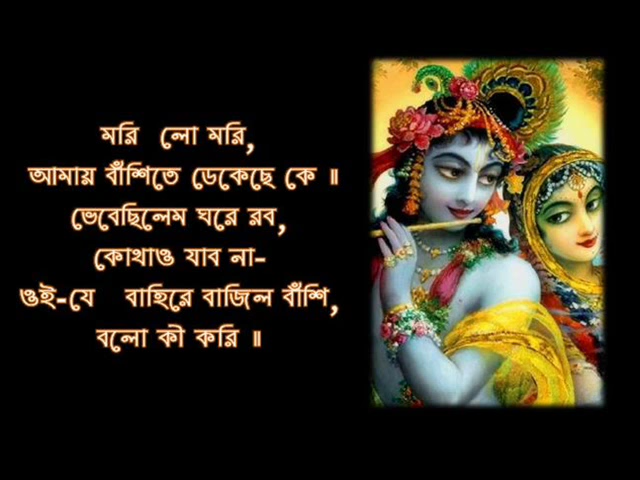 মরি লো মরি,
আমায় বাঁশিতে ডেকেছে কে ॥
ভেবেছিলেম ঘরে রব,
কোথাও যাব না-
ওই-যে বাহিরে বাজিল বাঁশি,
বলো কী করি ॥